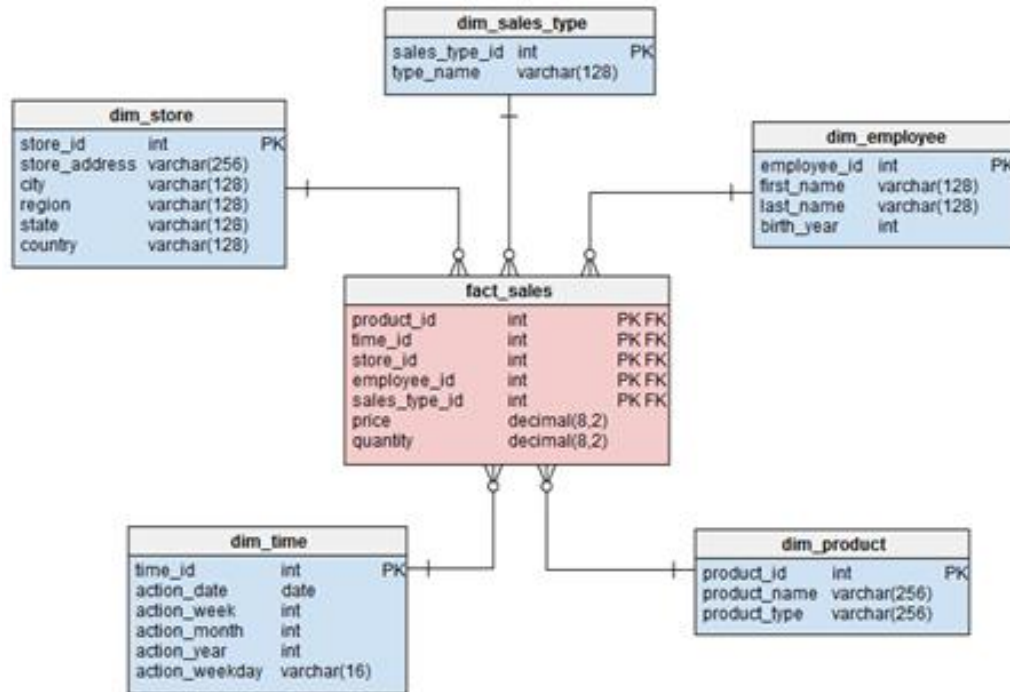 dim_sales_type
sales_type_id int PK
type_name varchar(128)
dim_store
store_id int PK
store_address varchar(256)
city varchar(128)
region varchar(128)
state varchar(128)
country varchar(128)
dim_employee
employee_id int PK
first_name varchar(128)
last_name varchar(128)
birth_year int
fact_sales
product_id int PK FK
time_id int PK FK
store_id int PK FK
employee_id int PK FK
sales_type_id int PK FK
price decimal(8,2)
quantity decimal(8,2)
dim_time
time_id int PK
action_date date
action_week int
action_month int
action_year int
action_weekday varchar(16)
dim_product
product_id int PK
product_name varchar(256)
product_type varchar(256)